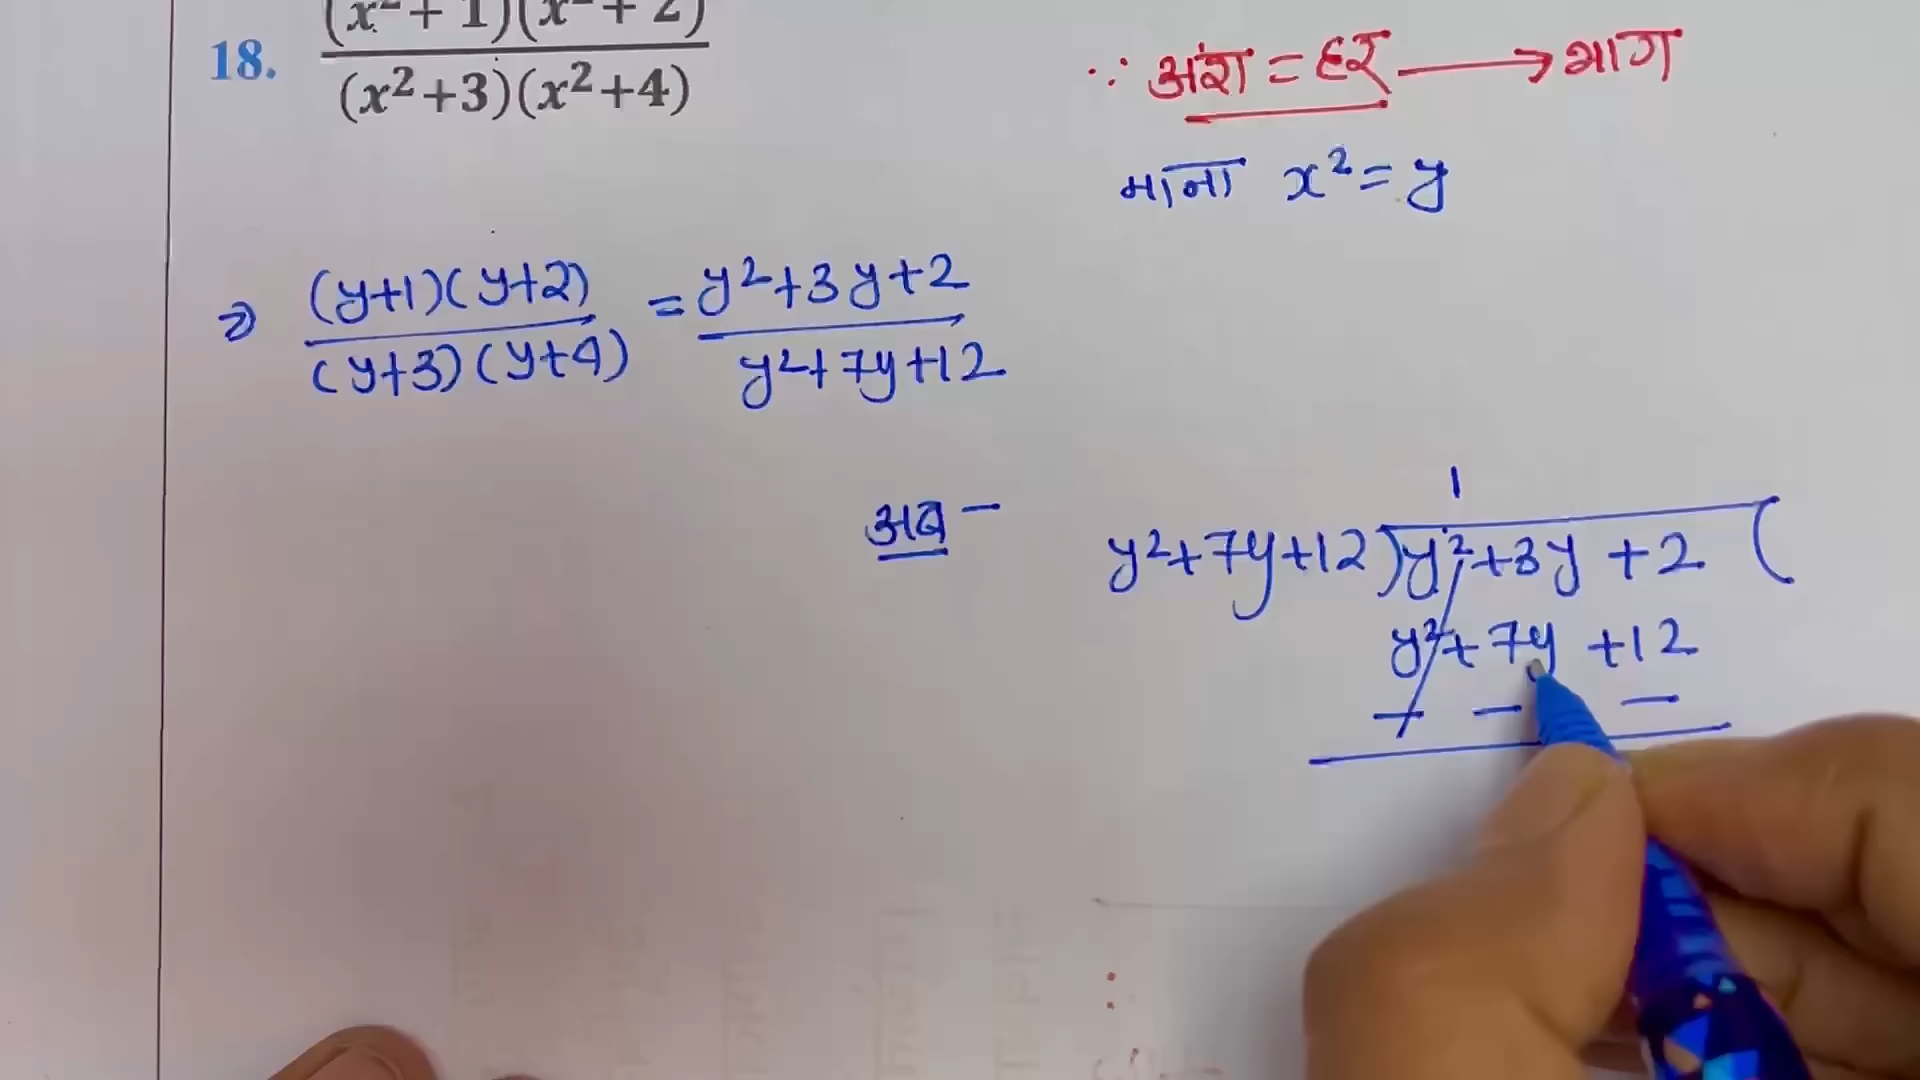 18. (x²+1)(x²+2)
(x²+3)(x²+4)
∵ अंश = हर → भाग
माना x² = y
⇒ (y+1)(y+2) / (y+3)(y+4) = y²+3y+2 / y²+7y+12
अब –
1
y²+7y+12)y²+3y+2(
y²+7y+12
– – –